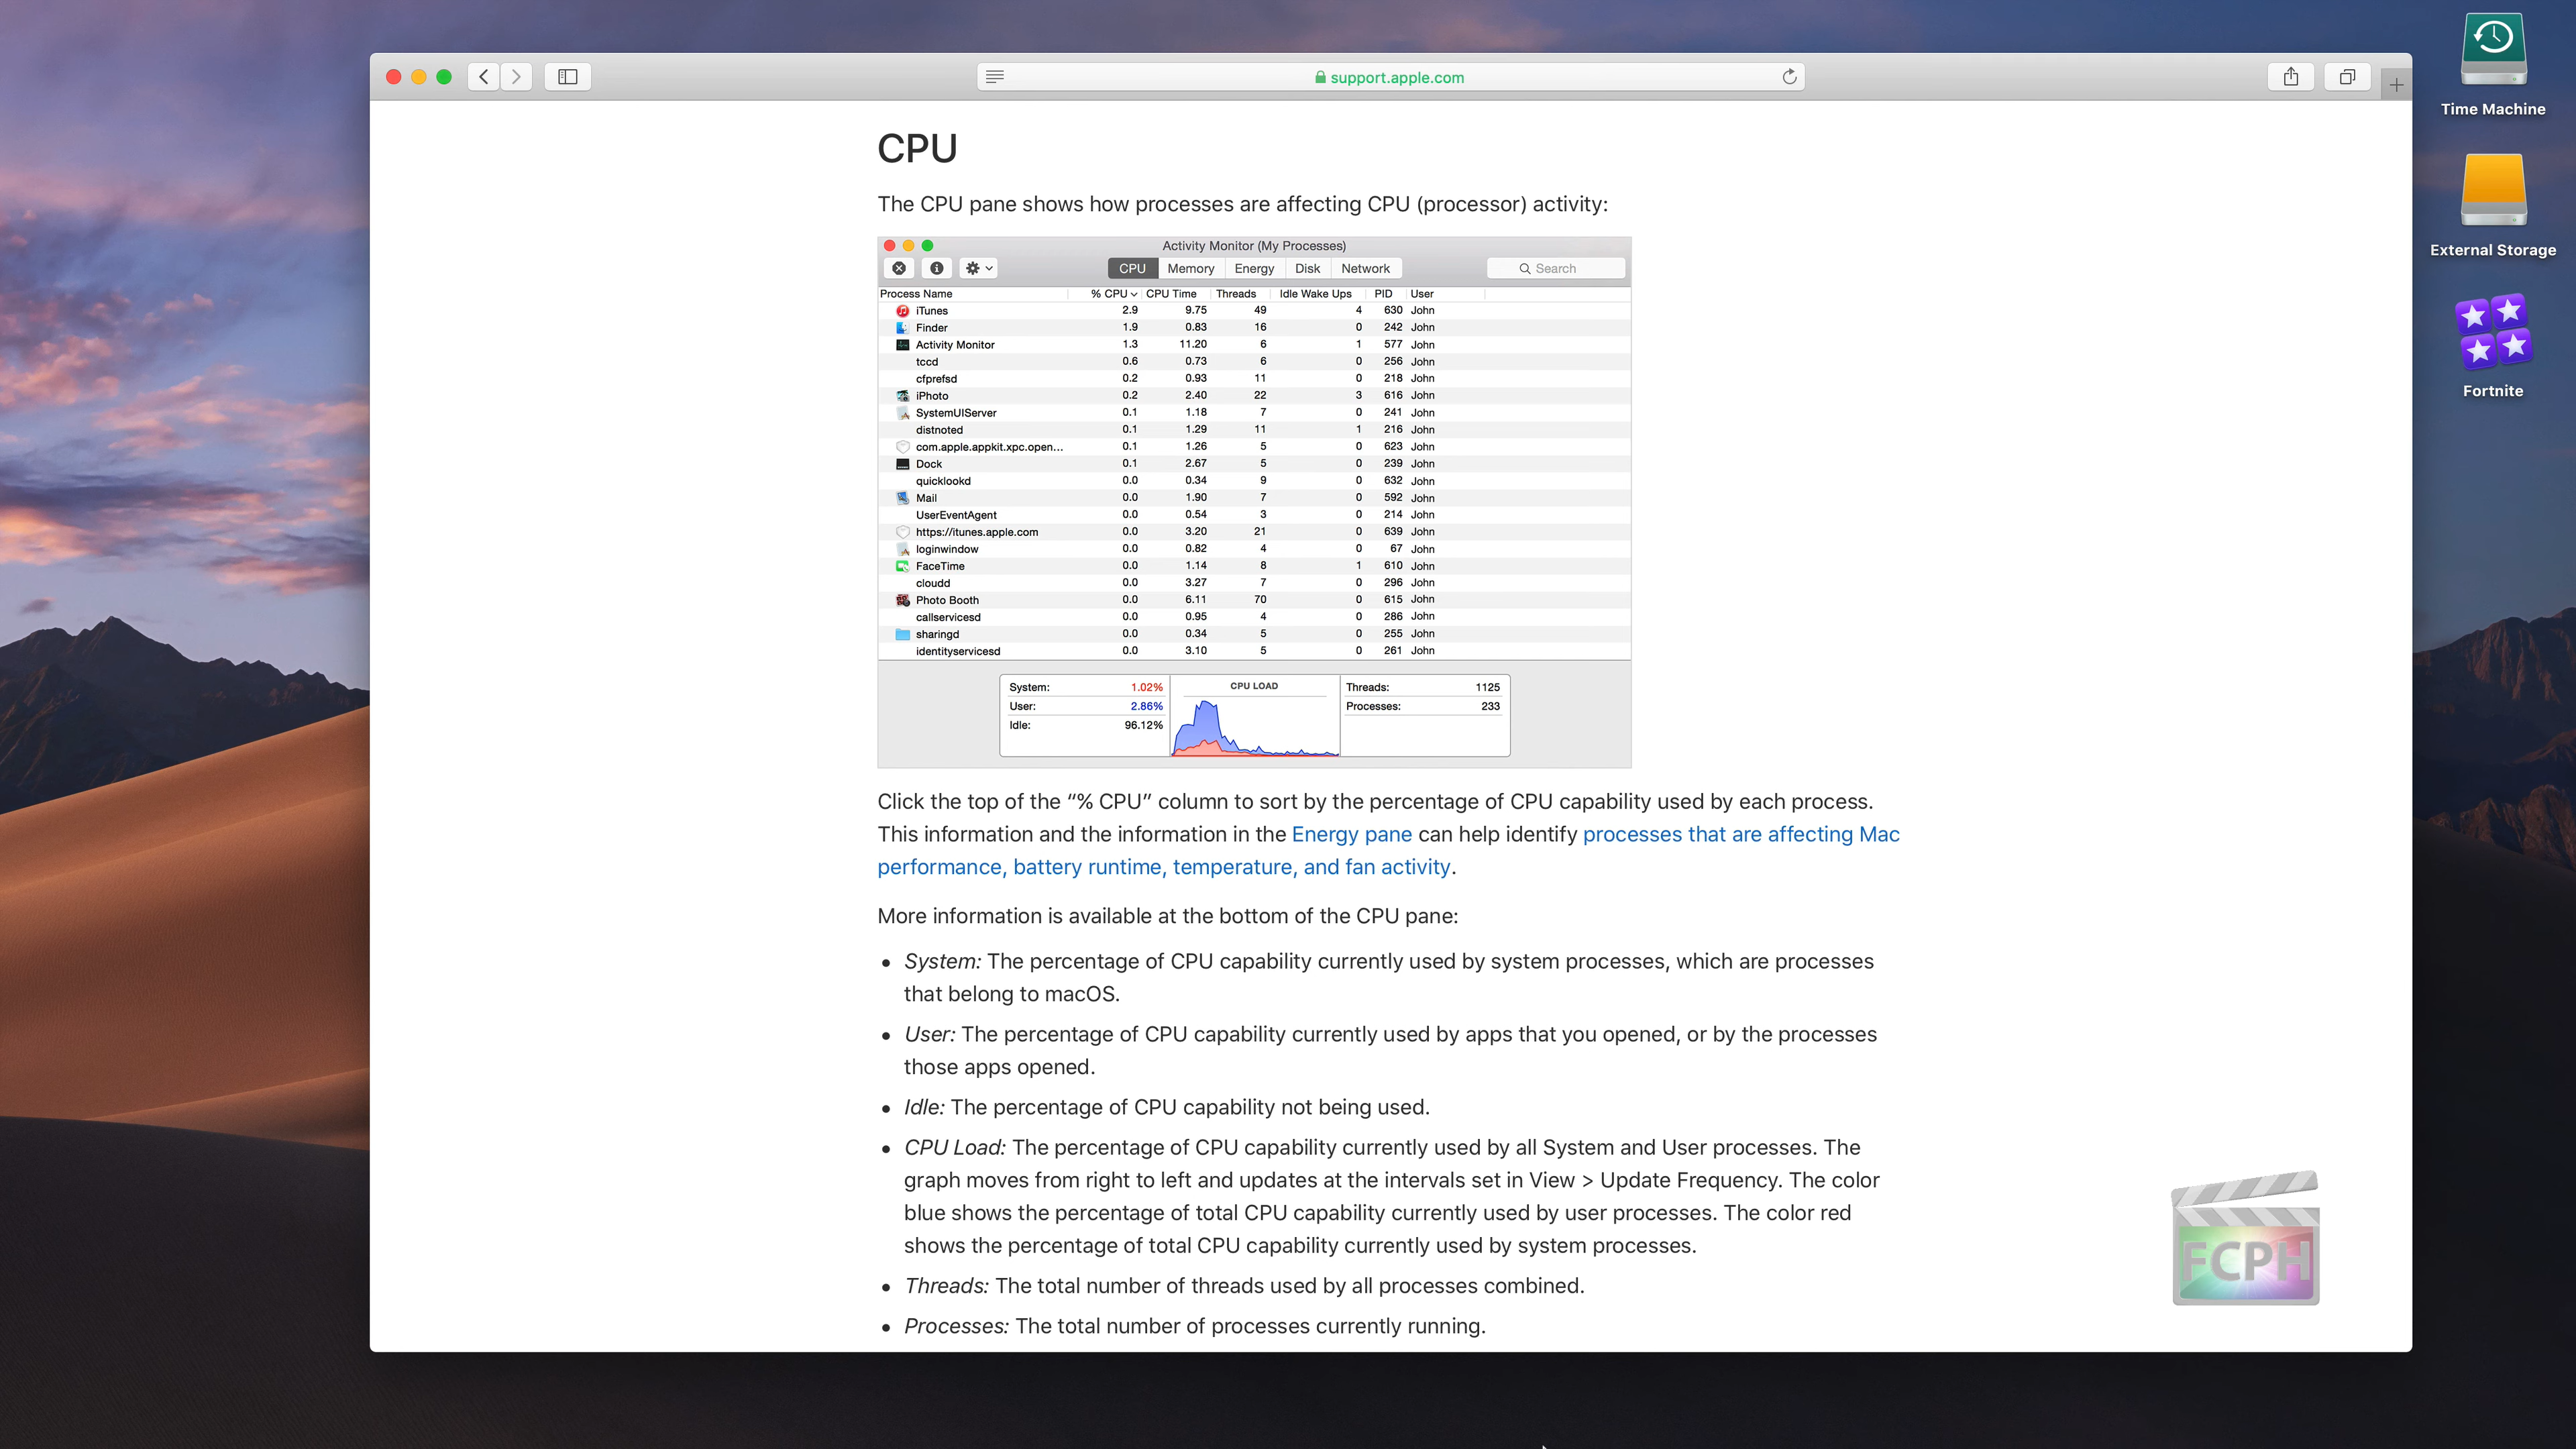 support.apple.com
Time Machine
External Storage
Fortnite
CPU
The CPU pane shows how processes are affecting CPU (processor) activity:
Activity Monitor (My Processes)
CPU Memory Energy Disk Network Search
Process Name % CPU CPU Time Threads Idle Wake Ups PID User
iTunes 2.9 9.75 49 4 630 John
Finder 1.9 0.83 16 0 242 John
Activity Monitor 1.3 11.20 6 1 577 John
tccd 0.6 0.73 6 0 256 John
cfprefsd 0.2 0.93 11 0 218 John
iPhoto 0.2 2.40 22 3 616 John
SystemUIServer 0.1 1.18 7 0 241 John
distnoted 0.1 1.29 11 1 216 John
com.apple.appkit.xpc.open... 0.1 1.26 5 0 623 John
Dock 0.1 2.67 5 0 239 John
quicklookd 0.0 0.34 9 0 632 John
Mail 0.0 1.90 7 0 592 John
UserEventAgent 0.0 0.54 3 0 214 John
https://itunes.apple.com 0.0 3.20 21 0 639 John
loginwindow 0.0 0.82 4 0 67 John
FaceTime 0.0 1.14 8 1 610 John
cloudd 0.0 3.27 7 0 296 John
Photo Booth 0.0 6.11 70 0 615 John
callservicesd 0.0 0.95 4 0 286 John
sharingd 0.0 0.34 5 0 255 John
identityservicesd 0.0 3.10 5 0 261 John
System: 1.02% CPU LOAD Threads: 1125
User: 2.86% Processes: 233
Idle: 96.12%
Click the top of the “% CPU” column to sort by the percentage of CPU capability used by each process.
This information and the information in the Energy pane can help identify processes that are affecting Mac
performance, battery runtime, temperature, and fan activity.
More information is available at the bottom of the CPU pane:
• System: The percentage of CPU capability currently used by system processes, which are processes
that belong to macOS.
• User: The percentage of CPU capability currently used by apps that you opened, or by the processes
those apps opened.
• Idle: The percentage of CPU capability not being used.
• CPU Load: The percentage of CPU capability currently used by all System and User processes. The
graph moves from right to left and updates at the intervals set in View > Update Frequency. The color
blue shows the percentage of total CPU capability currently used by user processes. The color red
shows the percentage of total CPU capability currently used by system processes.
• Threads: The total number of threads used by all processes combined.
• Processes: The total number of processes currently running.
FCPH